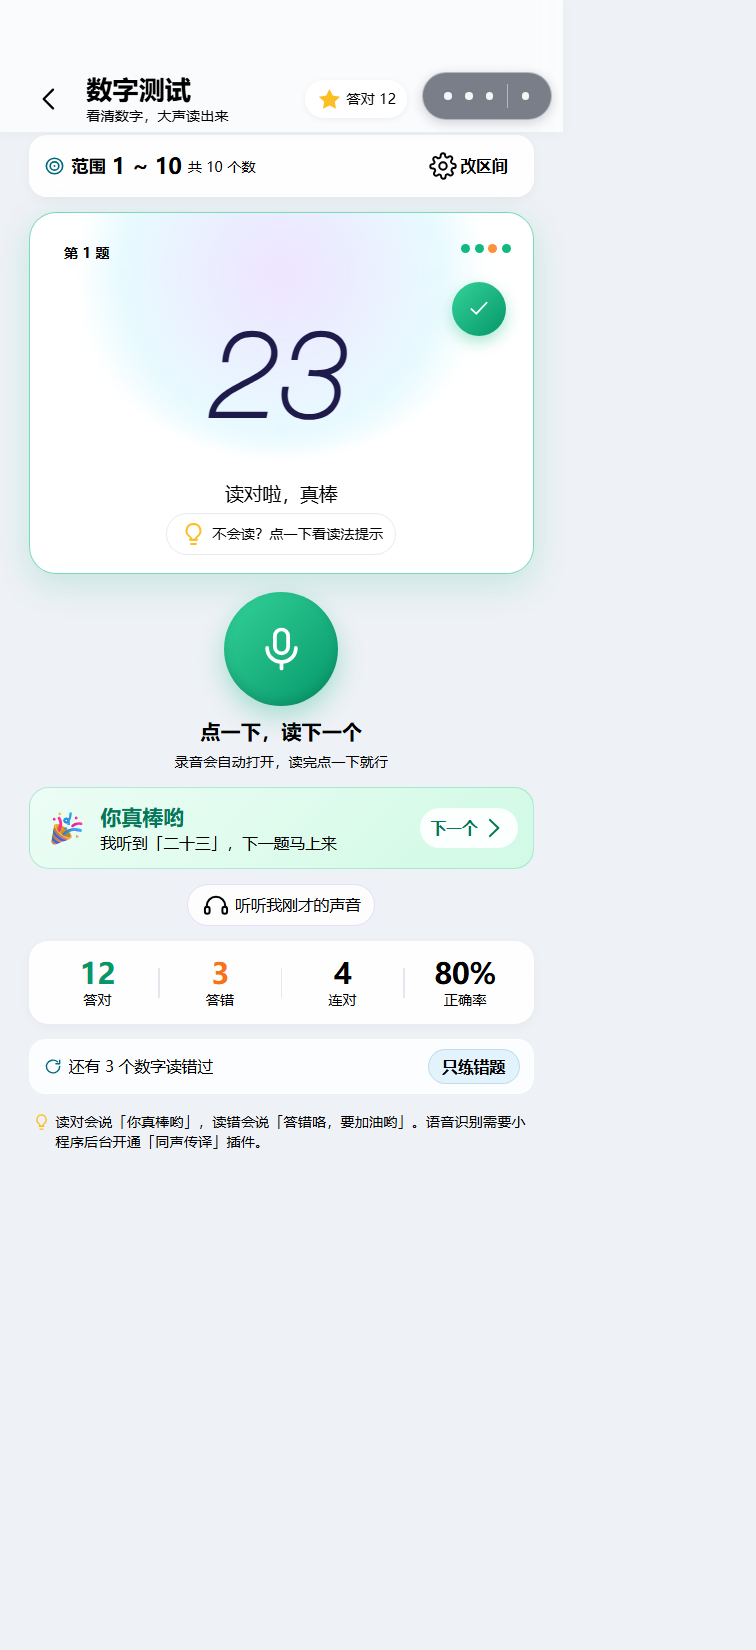 数字测试
看清数字，大声读出来
答对 12
范围 1 ~ 10 共 10 个数
改区间
第 1 题
23
读对啦，真棒
不会读？点一下看读法提示
点一下，读下一个
录音会自动打开，读完点一下就行
你真棒哟
我听到「二十三」，下一题马上来
下一个
听听我刚才的声音
12 3 4 80%
答对 答错 连对 正确率
还有 3 个数字读错过
只练错题
读对会说「你真棒哟」，读错会说「答错咯，要加油哟」。语音识别需要小
程序后台开通「同声传译」插件。